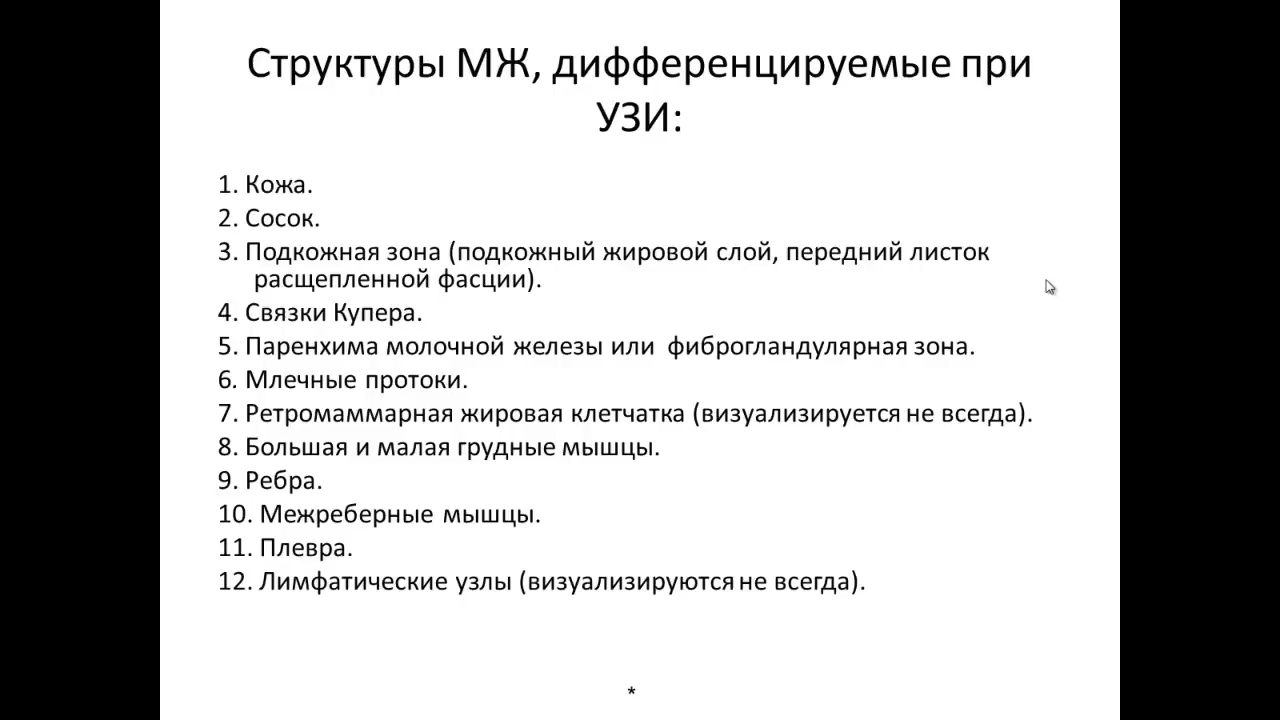 Структуры МЖ, дифференцируемые при
УЗИ:
1. Кожа.
2. Сосок.
3. Подкожная зона (подкожный жировой слой, передний листок
расщепленной фасции).
4. Связки Купера.
5. Паренхима молочной железы или фиброгландулярная зона.
6. Млечные протоки.
7. Ретромаммарная жировая клетчатка (визуализируется не всегда).
8. Большая и малая грудные мышцы.
9. Ребра.
10. Межреберные мышцы.
11. Плевра.
12. Лимфатические узлы (визуализируются не всегда).
*